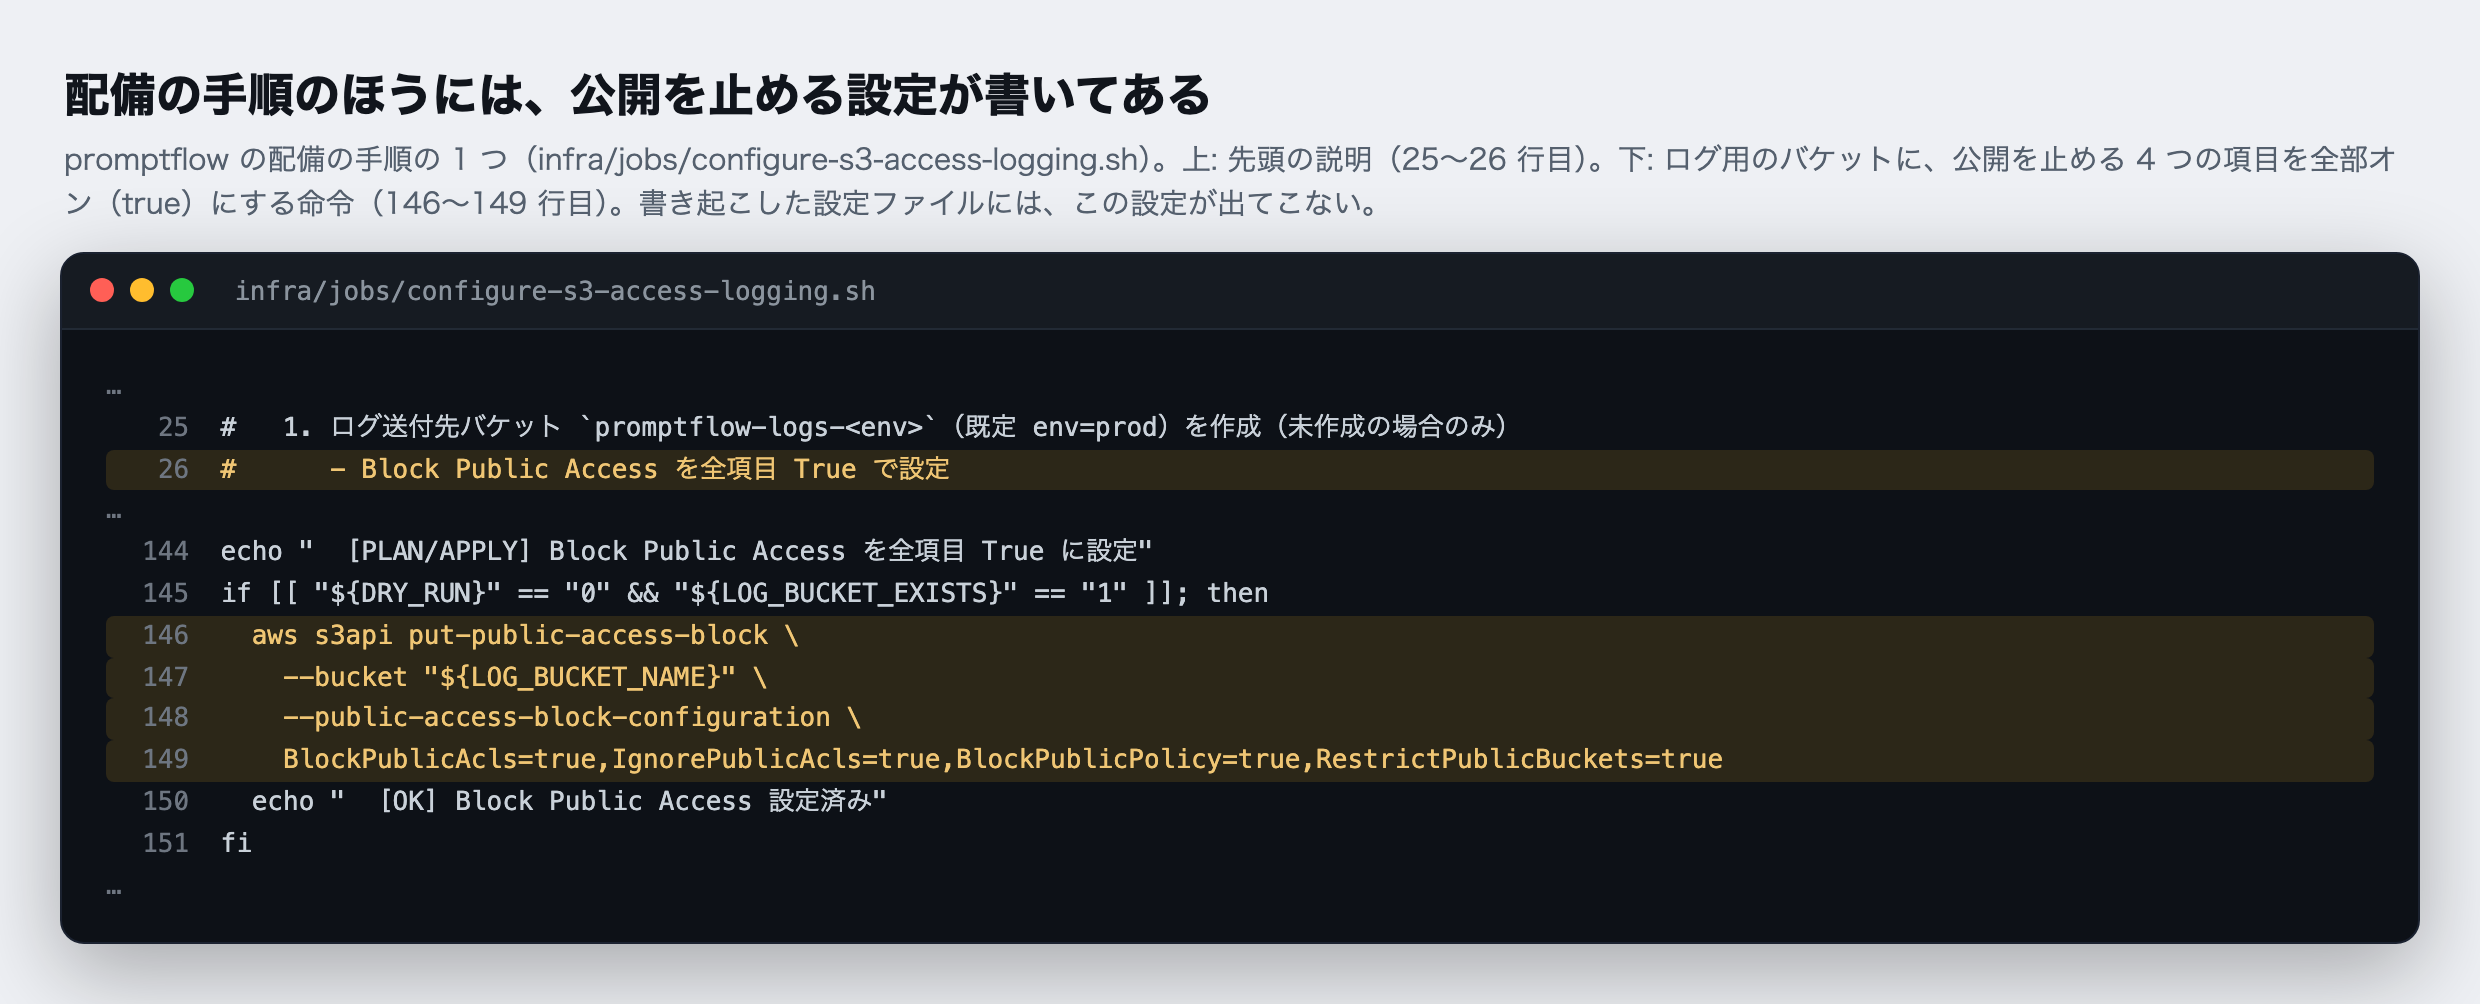 配備の手順のほうには、公開を止める設定が書いてある
promptflow の配備の手順の 1 つ（infra/jobs/configure-s3-access-logging.sh）。上: 先頭の説明（25〜26 行目）。下: ログ用のバケットに、公開を止める 4 つの項目を全部オ
ン（true）にする命令（146〜149 行目）。書き起こした設定ファイルには、この設定が出てこない。
infra/jobs/configure-s3-access-logging.sh
…
25 #   1. ログ送付先バケット `promptflow-logs-<env>`（既定 env=prod）を作成（未作成の場合のみ）
26 #      - Block Public Access を全項目 True で設定
…
144 echo "  [PLAN/APPLY] Block Public Access を全項目 True に設定"
145 if [[ "${DRY_RUN}" == "0" && "${LOG_BUCKET_EXISTS}" == "1" ]]; then
146   aws s3api put-public-access-block \
147     --bucket "${LOG_BUCKET_NAME}" \
148     --public-access-block-configuration \
149     BlockPublicAcls=true,IgnorePublicAcls=true,BlockPublicPolicy=true,RestrictPublicBuckets=true
150   echo "  [OK] Block Public Access 設定済み"
151 fi
…